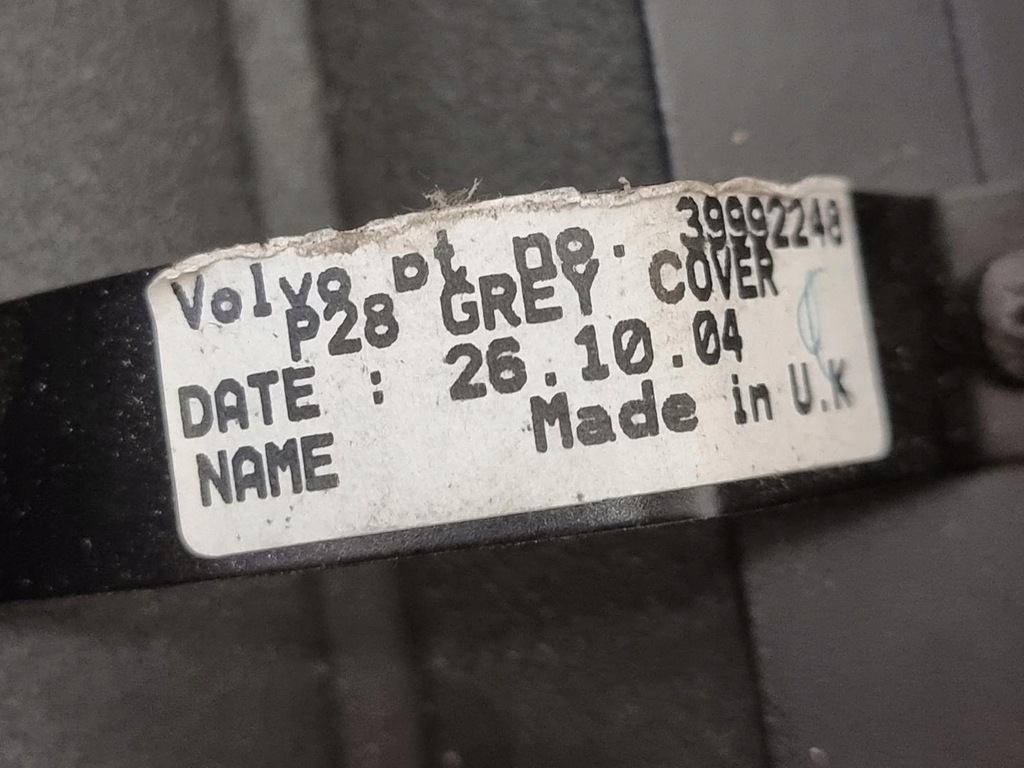 Volvo pt no. 39992248
P28 GREY COVER
DATE : 26.10.04
Made in U.K
NAME